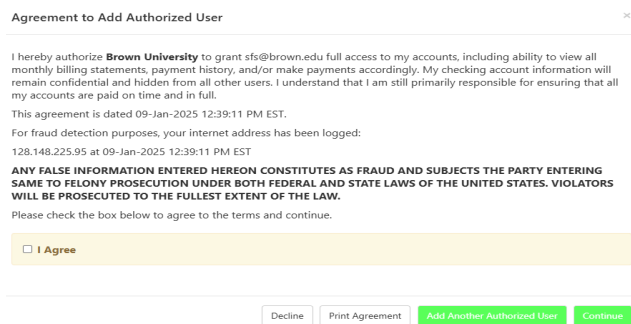 Agreement to Add Authorized User
×
I hereby authorize Brown University to grant sfs@brown.edu full access to my accounts, including ability to view all
monthly billing statements, payment history, and/or make payments accordingly. My checking account information will
remain confidential and hidden from all other users. I understand that I am still primarily responsible for ensuring that all
my accounts are paid on time and in full.
This agreement is dated 09-Jan-2025 12:39:11 PM EST.
For fraud detection purposes, your internet address has been logged:
128.148.225.95 at 09-Jan-2025 12:39:11 PM EST
ANY FALSE INFORMATION ENTERED HEREON CONSTITUTES AS FRAUD AND SUBJECTS THE PARTY ENTERING
SAME TO FELONY PROSECUTION UNDER BOTH FEDERAL AND STATE LAWS OF THE UNITED STATES. VIOLATORS
WILL BE PROSECUTED TO THE FULLEST EXTENT OF THE LAW.
Please check the box below to agree to the terms and continue.
I Agree
Decline Print Agreement Add Another Authorized User Continue